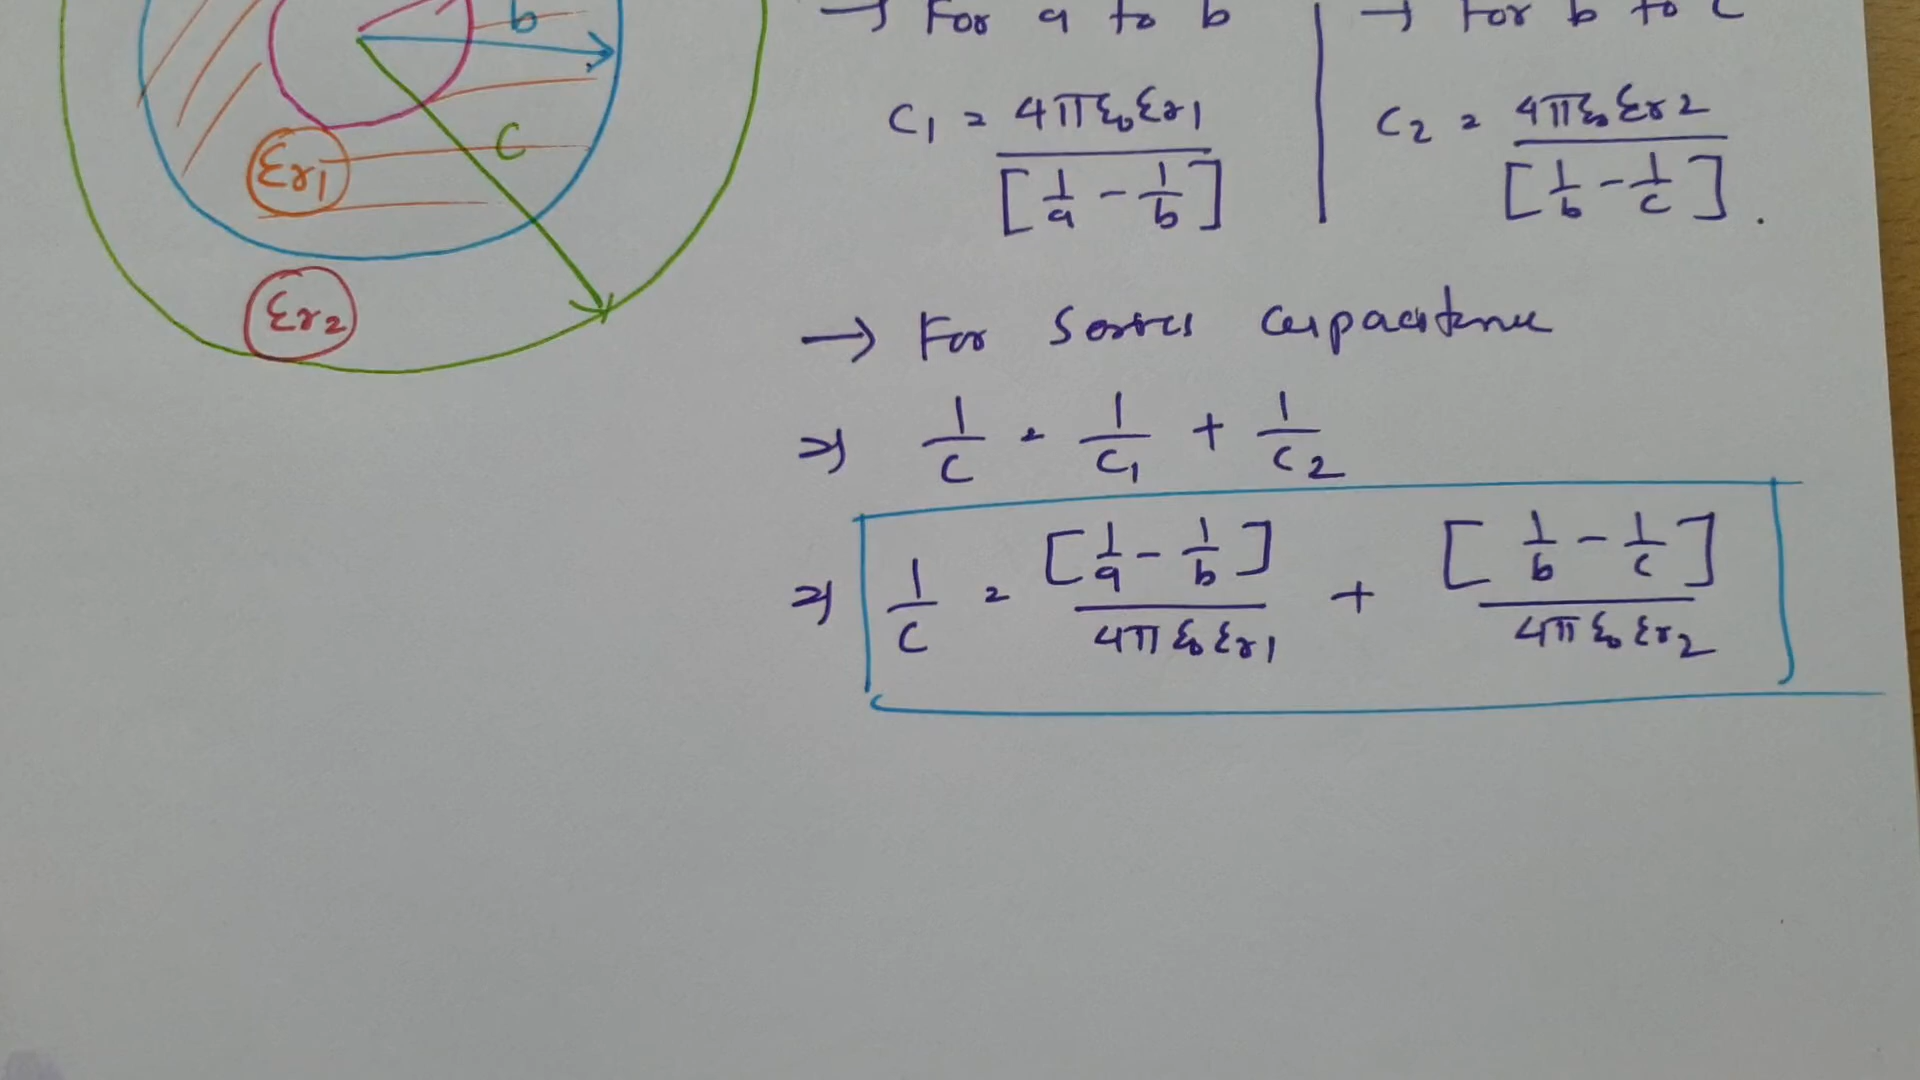 b
C
εr1
εr2
→ For a to b
C1 = 4πε0εr1 / [1/a - 1/b]
→ For b to c
C2 = 4πε0εr2 / [1/b - 1/c].
→ For Series Capacitance
⇒ 1/C = 1/C1 + 1/C2
⇒ 1/C = [1/a - 1/b] / 4πε0εr1 + [1/b - 1/c] / 4πε0εr2